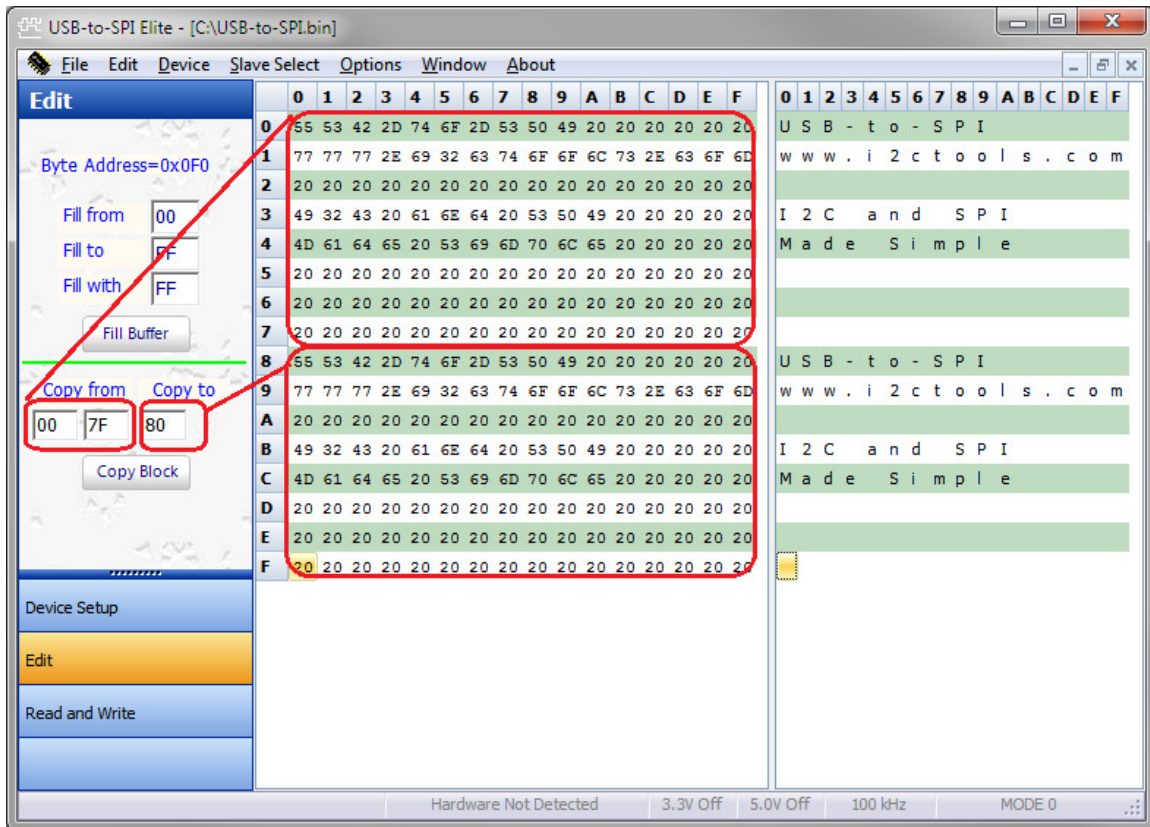 USB-to-SPI Elite - [C:\USB-to-SPI.bin]
File Edit Device Slave Select Options Window About
Edit
Byte Address=0x0F0
Fill from 00
Fill to FF
Fill with FF
Fill Buffer
Copy from Copy to
00 7F 80
Copy Block
Device Setup
Edit
Read and Write
0 1 2 3 4 5 6 7 8 9 A B C D E F 0 1 2 3 4 5 6 7 8 9 A B C D E F
0 55 53 42 2D 74 6F 2D 53 50 49 20 20 20 20 20 20 U S B - t o - S P I
1 77 77 77 2E 69 32 63 74 6F 6F 6C 73 2E 63 6F 6D w w w . i 2 c t o o l s . c o m
2 20 20 20 20 20 20 20 20 20 20 20 20 20 20 20 20
3 49 32 43 20 61 6E 64 20 53 50 49 20 20 20 20 20 I 2 C a n d S P I
4 4D 61 64 65 20 53 69 6D 70 6C 65 20 20 20 20 20 M a d e S i m p l e
5 20 20 20 20 20 20 20 20 20 20 20 20 20 20 20 20
6 20 20 20 20 20 20 20 20 20 20 20 20 20 20 20 20
7 20 20 20 20 20 20 20 20 20 20 20 20 20 20 20 20
8 55 53 42 2D 74 6F 2D 53 50 49 20 20 20 20 20 20 U S B - t o - S P I
9 77 77 77 2E 69 32 63 74 6F 6F 6C 73 2E 63 6F 6D w w w . i 2 c t o o l s . c o m
A 20 20 20 20 20 20 20 20 20 20 20 20 20 20 20 20
B 49 32 43 20 61 6E 64 20 53 50 49 20 20 20 20 20 I 2 C a n d S P I
C 4D 61 64 65 20 53 69 6D 70 6C 65 20 20 20 20 20 M a d e S i m p l e
D 20 20 20 20 20 20 20 20 20 20 20 20 20 20 20 20
E 20 20 20 20 20 20 20 20 20 20 20 20 20 20 20 20
F 20 20 20 20 20 20 20 20 20 20 20 20 20 20 20 20
Hardware Not Detected 3.3V Off 5.0V Off 100 kHz MODE 0